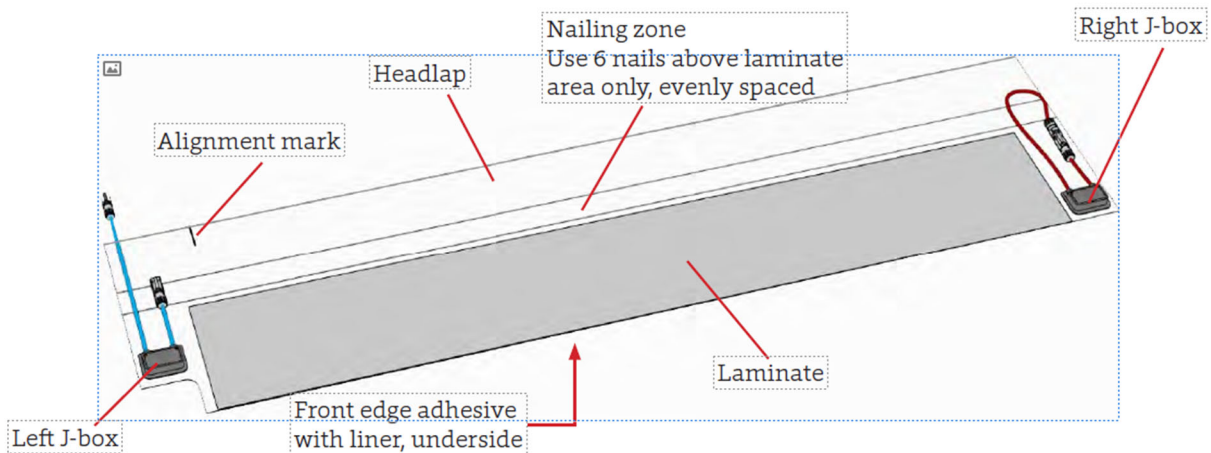 Right J-box
Nailing zone
Use 6 nails above laminate
area only, evenly spaced
Headlap
Alignment mark
Laminate
Front edge adhesive
with liner, underside
Left J-box